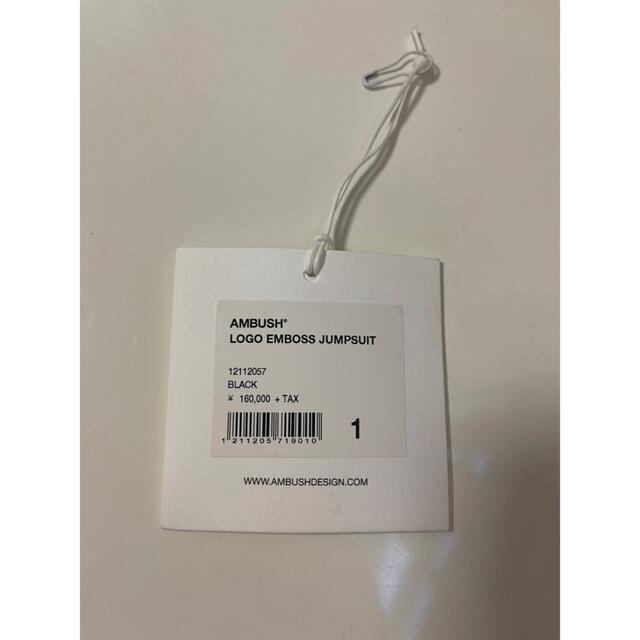 AMBUSH®
LOGO EMBOSS JUMPSUIT
12112057
BLACK
¥ 160,000 + TAX
1 211205 719010
1
WWW.AMBUSHDESIGN.COM